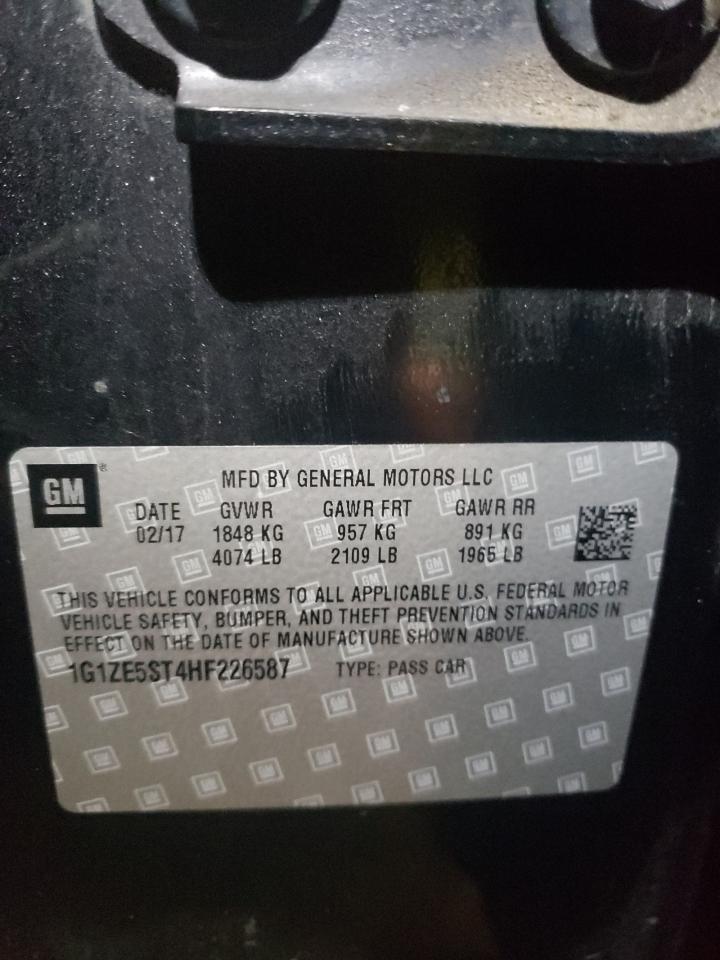 GM®
MFD BY GENERAL MOTORS LLC
DATE GVWR GAWR FRT GAWR RR
02/17 1848 KG 957 KG 891 KG
4074 LB 2109 LB 1965 LB
THIS VEHICLE CONFORMS TO ALL APPLICABLE U.S. FEDERAL MOTOR
VEHICLE SAFETY, BUMPER, AND THEFT PREVENTION STANDARDS IN
EFFECT ON THE DATE OF MANUFACTURE SHOWN ABOVE.
1G1ZE5ST4HF226587 TYPE: PASS CAR